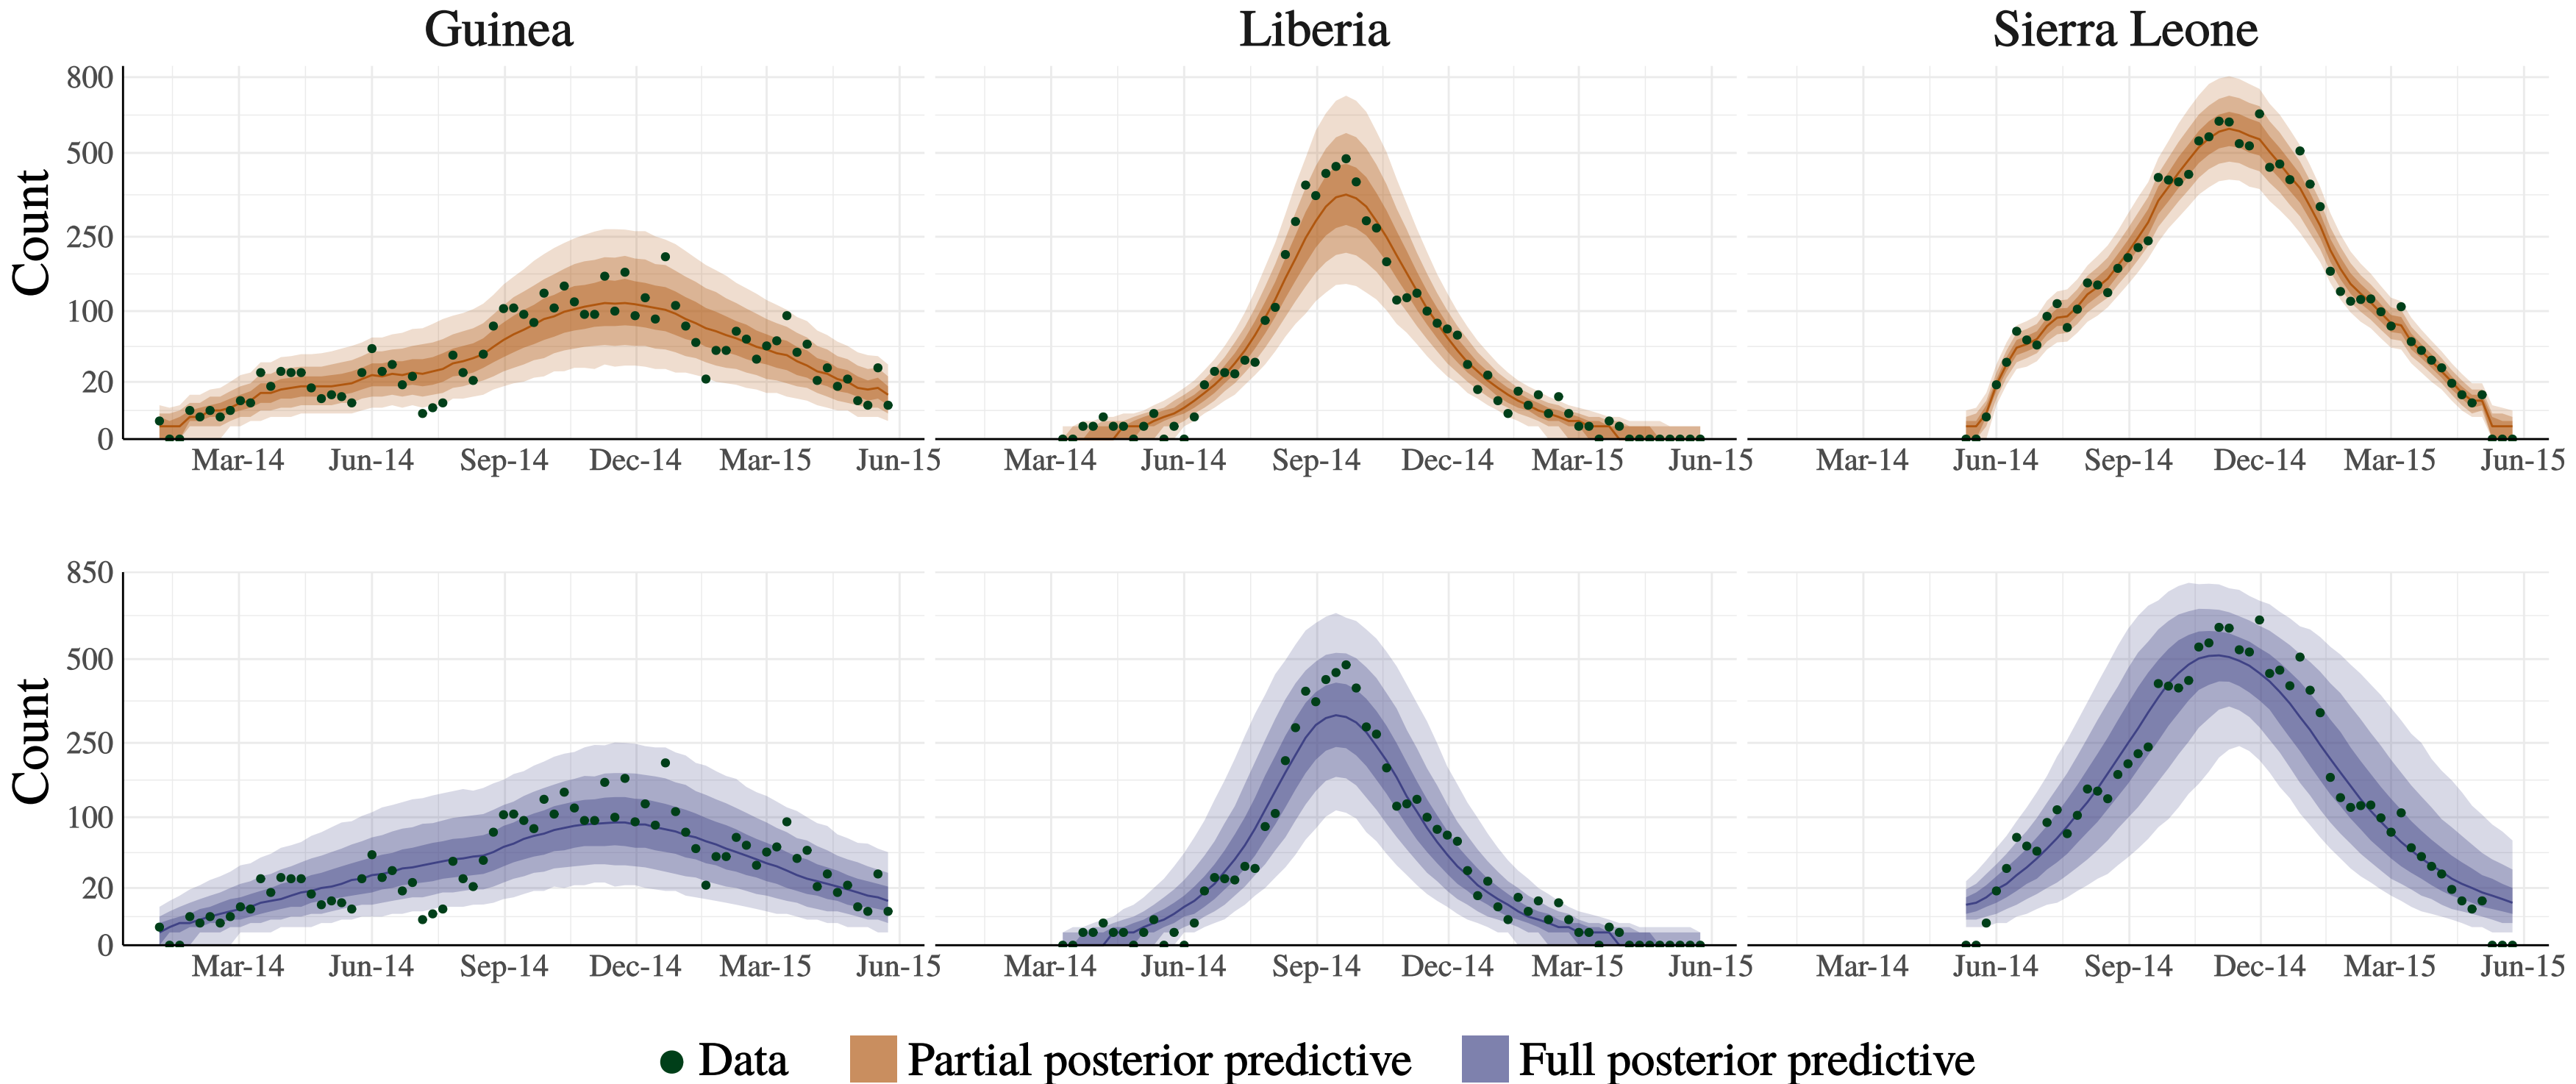 Guinea Liberia Sierra Leone
Count
800
500
250
100
20
0
Mar-14 Jun-14 Sep-14 Dec-14 Mar-15 Jun-15 Mar-14 Jun-14 Sep-14 Dec-14 Mar-15 Jun-15 Mar-14 Jun-14 Sep-14 Dec-14 Mar-15 Jun-15
Count
850
500
250
100
20
0
Mar-14 Jun-14 Sep-14 Dec-14 Mar-15 Jun-15 Mar-14 Jun-14 Sep-14 Dec-14 Mar-15 Jun-15 Mar-14 Jun-14 Sep-14 Dec-14 Mar-15 Jun-15
Data Partial posterior predictive Full posterior predictive